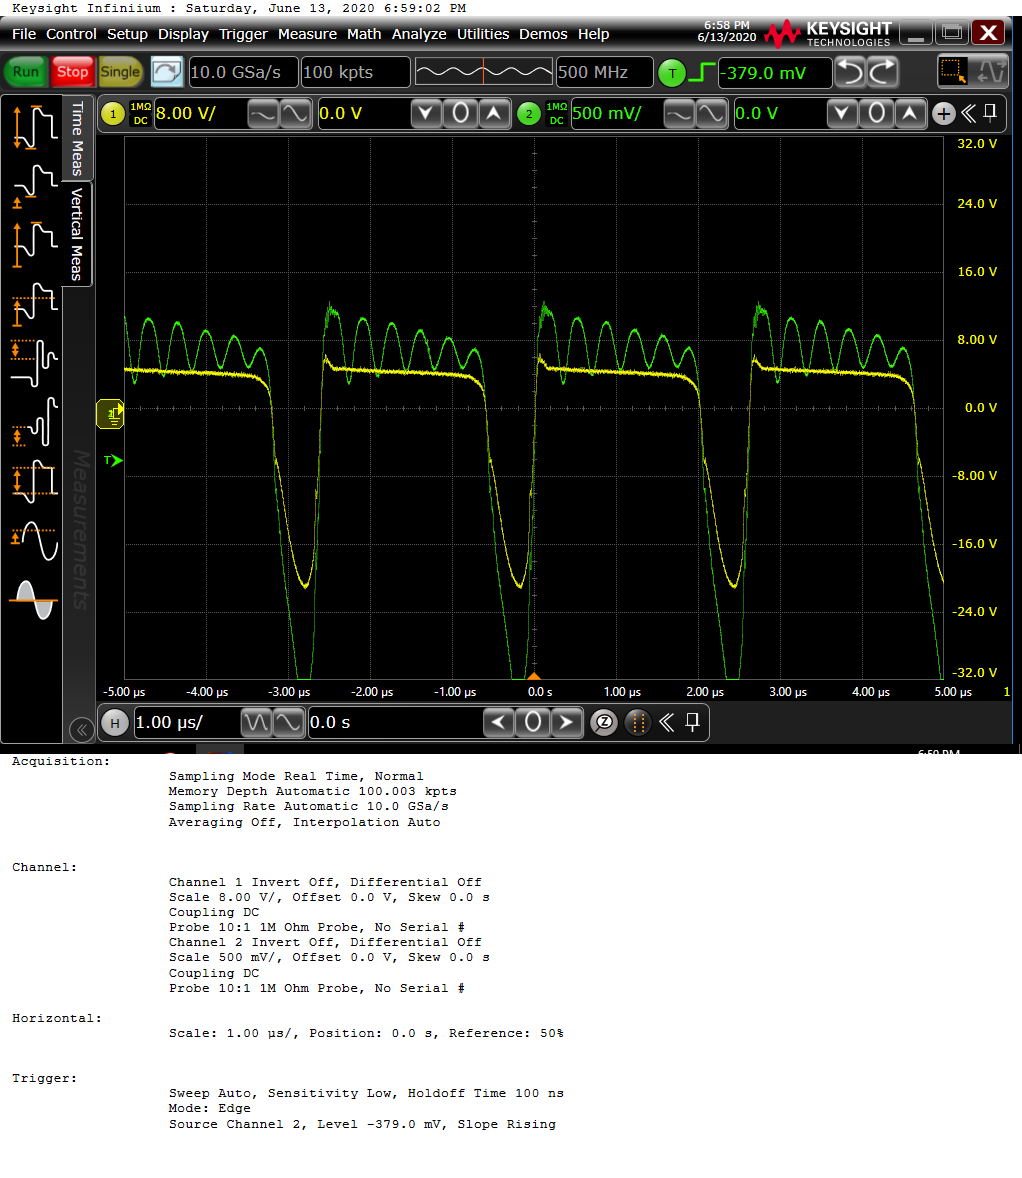 Keysight Infiniium : Saturday, June 13, 2020 6:59:02 PM
File Control Setup Display Trigger Measure Math Analyze Utilities Demos Help
6:58 PM
6/13/2020
KEYSIGHT
TECHNOLOGIES
Run Stop Single 10.0 GSa/s 100 kpts 500 MHz T -379.0 mV
1 1MΩ DC 8.00 V/ 0.0 V 0 2 1MΩ DC 500 mV/ 0.0 V 0
Time Meas
Vertical Meas
Measurements
32.0 V
24.0 V
16.0 V
8.00 V
0.0 V
-8.00 V
-16.0 V
-24.0 V
-32.0 V
T
-5.00 µs -4.00 µs -3.00 µs -2.00 µs -1.00 µs 0.0 s 1.00 µs 2.00 µs 3.00 µs 4.00 µs 5.00 µs 1
H 1.00 µs/ 0.0 s 0 Z
Acquisition:
Sampling Mode Real Time, Normal
Memory Depth Automatic 100.003 kpts
Sampling Rate Automatic 10.0 GSa/s
Averaging Off, Interpolation Auto
Channel:
Channel 1 Invert Off, Differential Off
Scale 8.00 V/, Offset 0.0 V, Skew 0.0 s
Coupling DC
Probe 10:1 1M Ohm Probe, No Serial #
Channel 2 Invert Off, Differential Off
Scale 500 mV/, Offset 0.0 V, Skew 0.0 s
Coupling DC
Probe 10:1 1M Ohm Probe, No Serial #
Horizontal:
Scale: 1.00 µs/, Position: 0.0 s, Reference: 50%
Trigger:
Sweep Auto, Sensitivity Low, Holdoff Time 100 ns
Mode: Edge
Source Channel 2, Level -379.0 mV, Slope Rising